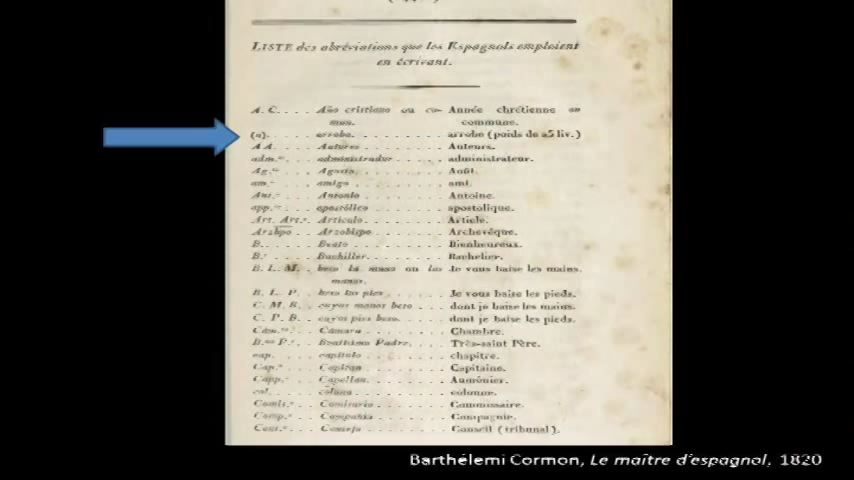 LISTE des abréviations que les Espagnols emploient
en écrivant.
A. C. . . . Año cristiano ou co- Année chrétienne ou
mun. commune.
(a). arroba. . . . . . . . . arrobe (poids de 25 liv.)
A A. Autores. . . . . . . . . Auteurs.
adm.or administrador . . . . . administrateur.
Ag.to . . Agosto. . . . . . . . . Août.
am.o . . amigo . . . . . . . . . ami.
Ant.o . . Antonio . . . . . . . . Antoine.
app.co . . apostólico . . . . . . . apostolique.
Art. Art.o. Artículo. . . . . . . . Article.
Arzbpo . . Arzobispo . . . . . . . Archevêque.
B. . . . . Beato . . . . . . . . . Bienheureux.
B.r . . . Bachiller. . . . . . . . Bachelier.
B. L. M. beso la mano ou las Je vous baise les mains.
manos.
B. L. P. beso los pies . . . . . . Je vous baise les pieds.
C. M. B. . cuyas manos beso . . . dont je baise les mains.
C. P. B. . cuyos pies beso. . . . . dont je baise les pieds.
Cám.ra . . Cámara . . . . . . . . Chambre.
B.mo P.e. Beatísimo Padre. . . . . Très-saint Père.
cap. . . . capítulo . . . . . . . . chapitre.
Cap.n . . Capitan . . . . . . . . Capitaine.
Capp.n . . Capellan. . . . . . . . Aumônier.
col. . . . coluna . . . . . . . . . colonne.
Comis.o . Comisario . . . . . . . Commissaire.
Comp.a . . Compañía . . . . . . . Compagnie.
Cons.o . . Consejo . . . . . . . . Conseil (tribunal).
Barthélemi Cormon, Le maître d'espagnol, 1820